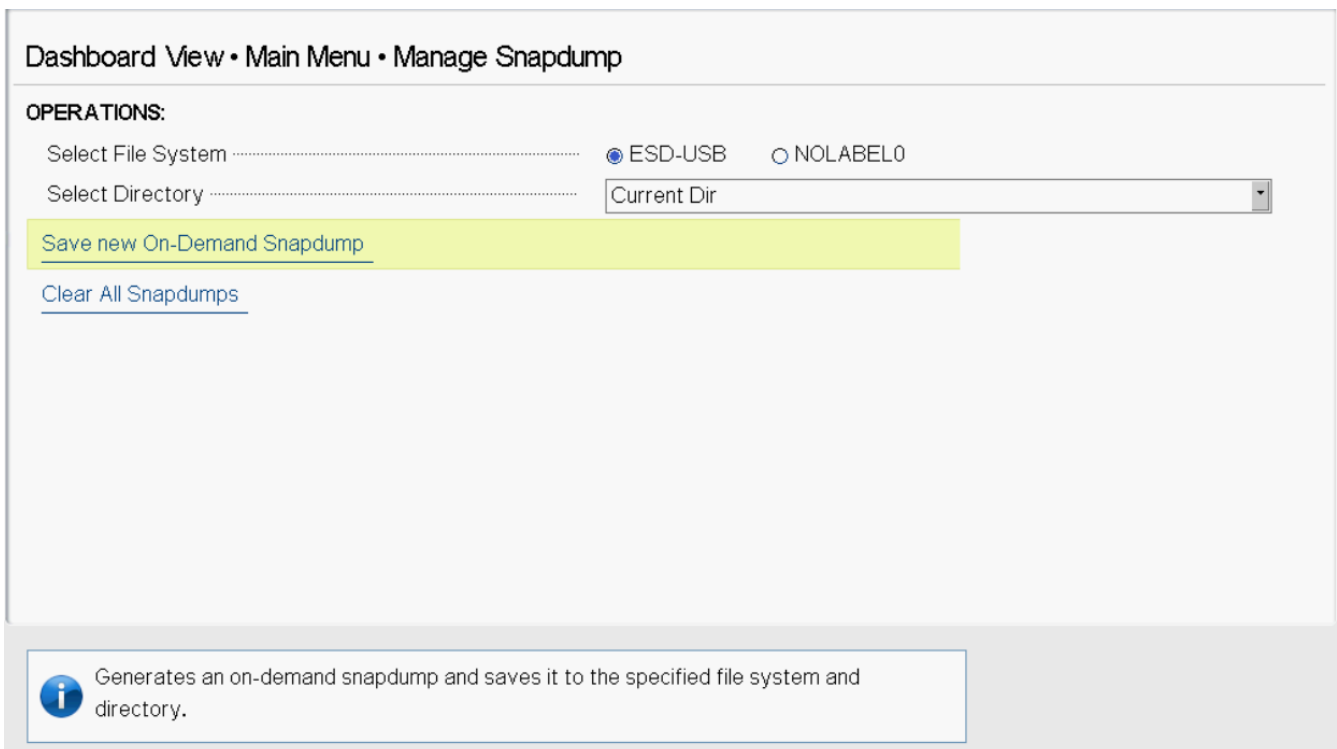 Dashboard View • Main Menu • Manage Snapdump
OPERATIONS:
Select File System ESD-USB NOLABEL0
Select Directory Current Dir
Save new On-Demand Snapdump
Clear All Snapdumps
Generates an on-demand snapdump and saves it to the specified file system and
directory.